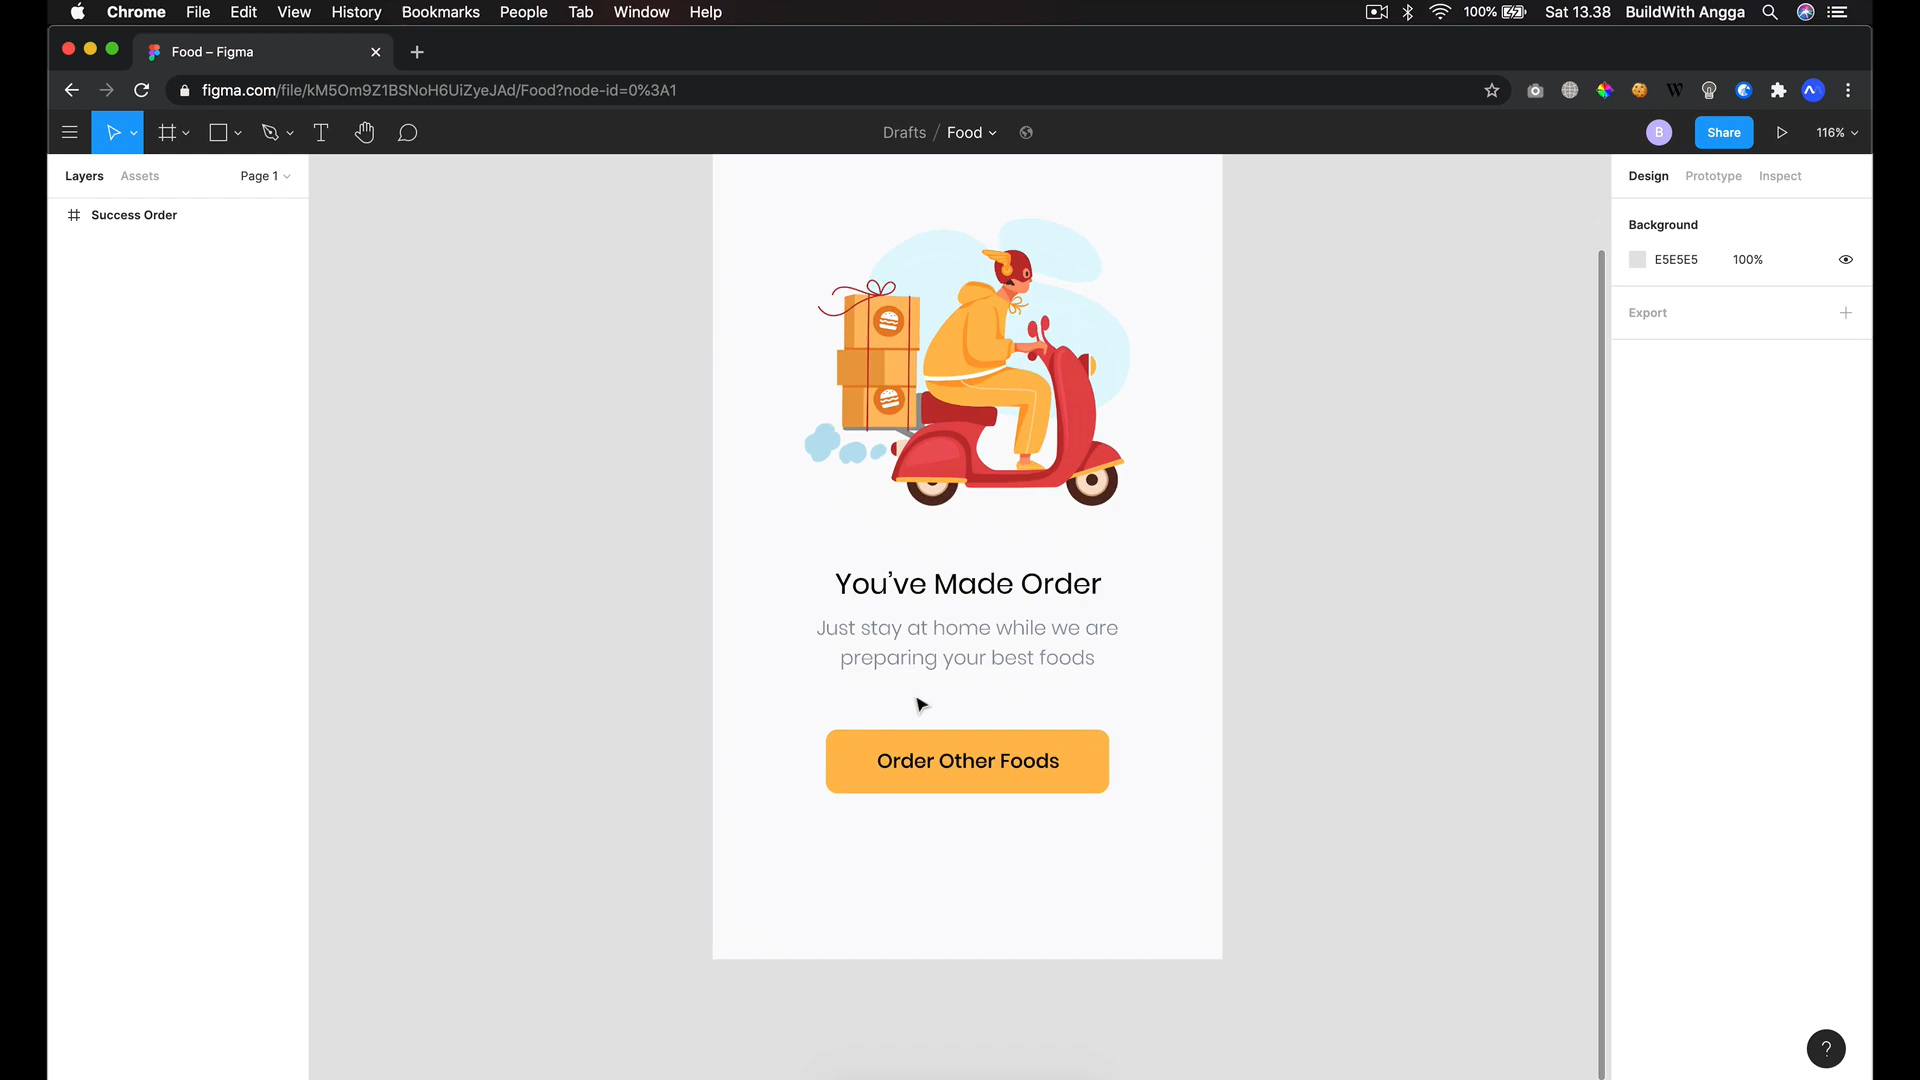 Chrome File Edit View History Bookmarks People Tab Window Help 100% Sat 13.38 BuildWith Angga
Food – Figma
figma.com/file/kM5Om9Z1BSNoH6UiZyeJAd/Food?node-id=0%3A1
W
T
Drafts / Food
B
Share
116%
Layers Assets Page 1
Success Order
Design Prototype Inspect
Background
E5E5E5 100%
Export
You've Made Order
Just stay at home while we are
preparing your best foods
Order Other Foods
?